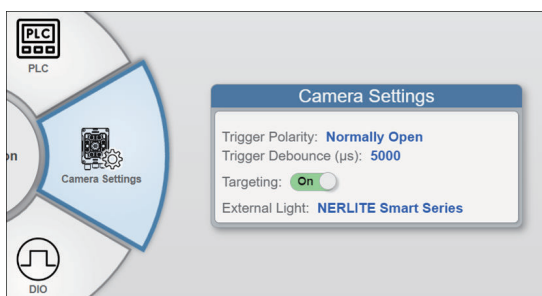 PLC
PLC
on
Camera Settings
DIO
Camera Settings
Trigger Polarity: Normally Open
Trigger Debounce (µs): 5000
Targeting: On
External Light: NERLITE Smart Series